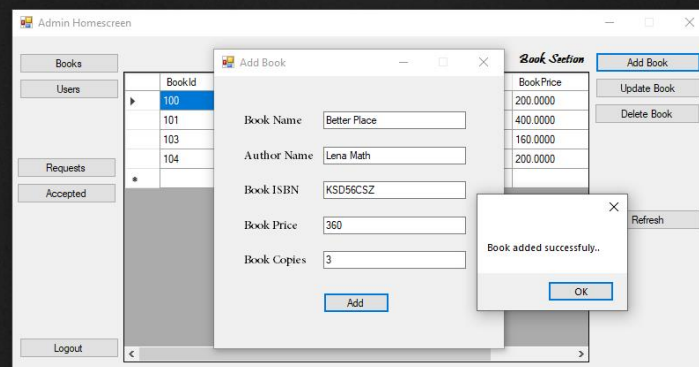 Admin Homescreen
Books
Users
Requests
Accepted
Logout
Book Section
BookId
BookPrice
100
200.0000
101
400.0000
103
160.0000
104
200.0000
Add Book
Book Name
Better Place
Author Name
Lena Math
Book ISBN
KSD56CSZ
Book Price
360
Book Copies
3
Add
Book added successfuly..
OK
Add Book
Update Book
Delete Book
Refresh